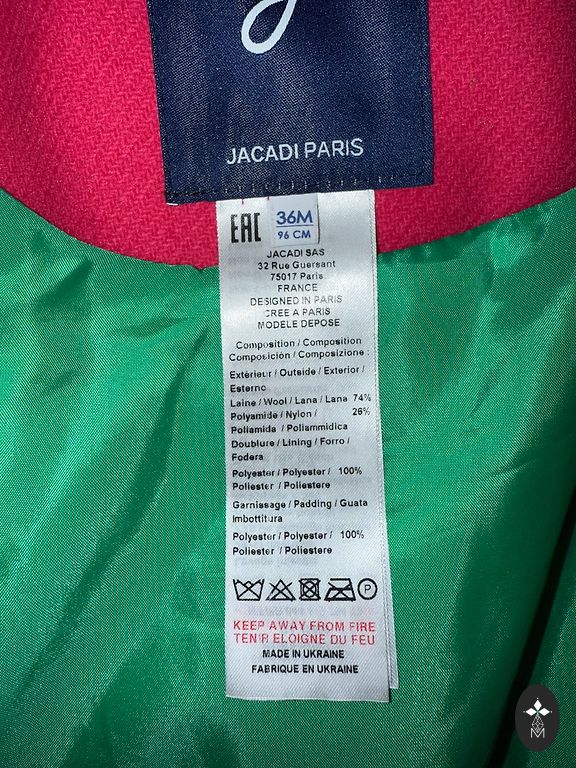 JACADI PARIS
EAC
36M
96 CM
JACADI SAS
32 Rue Guersant
75017 Paris
FRANCE
DESIGNED IN PARIS
CREE A PARIS
MODELE DEPOSE
Composition / Composition
Composición / Composizione :
Extérieur / Outside / Exterior /
Esterno
Laine / Wool / Lana / Lana 74%
Polyamide / Nylon / 26%
Poliamida / Poliammidica
Doublure / Lining / Forro /
Fodera
Polyester / Polyester / 100%
Poliester / Poliestere
Garnissage / Padding / Guata
Imbottitura
Polyester / Polyester / 100%
Poliester / Poliestere
P
KEEP AWAY FROM FIRE
TENIR ELOIGNE DU FEU
MADE IN UKRAINE
FABRIQUE EN UKRAINE
M